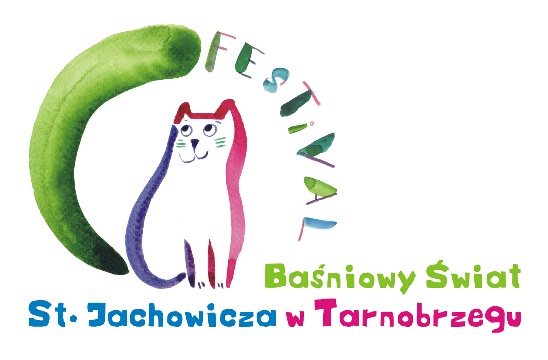 FESTiVAL
Baśniowy Świat
St. Jachowicza w Tarnobrzegu